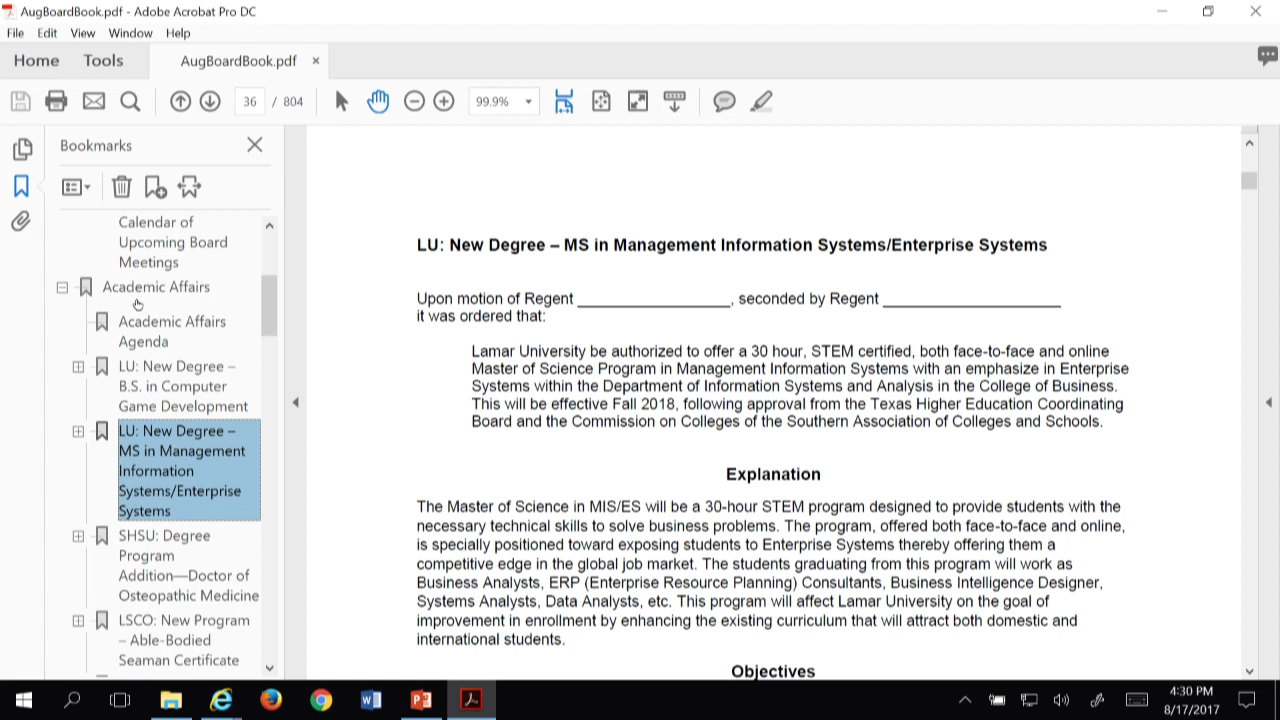 AugBoardBook.pdf - Adobe Acrobat Pro DC
File Edit View Window Help
Home Tools AugBoardBook.pdf ×
36 / 804 99.9%
Bookmarks
Calendar of
Upcoming Board
Meetings
Academic Affairs
Academic Affairs
Agenda
LU: New Degree –
B.S. in Computer
Game Development
LU: New Degree –
MS in Management
Information
Systems/Enterprise
Systems
SHSU: Degree
Program
Addition—Doctor of
Osteopathic Medicine
LSCO: New Program
– Able-Bodied
Seaman Certificate
LU: New Degree – MS in Management Information Systems/Enterprise Systems
Upon motion of Regent __________________, seconded by Regent _____________________
it was ordered that:
Lamar University be authorized to offer a 30 hour, STEM certified, both face-to-face and online
Master of Science Program in Management Information Systems with an emphasize in Enterprise
Systems within the Department of Information Systems and Analysis in the College of Business.
This will be effective Fall 2018, following approval from the Texas Higher Education Coordinating
Board and the Commission on Colleges of the Southern Association of Colleges and Schools.
Explanation
The Master of Science in MIS/ES will be a 30-hour STEM program designed to provide students with the
necessary technical skills to solve business problems. The program, offered both face-to-face and online,
is specially positioned toward exposing students to Enterprise Systems thereby offering them a
competitive edge in the global job market. The students graduating from this program will work as
Business Analysts, ERP (Enterprise Resource Planning) Consultants, Business Intelligence Designer,
Systems Analysts, Data Analysts, etc. This program will affect Lamar University on the goal of
improvement in enrollment by enhancing the existing curriculum that will attract both domestic and
international students.
Objectives
4:30 PM
8/17/2017